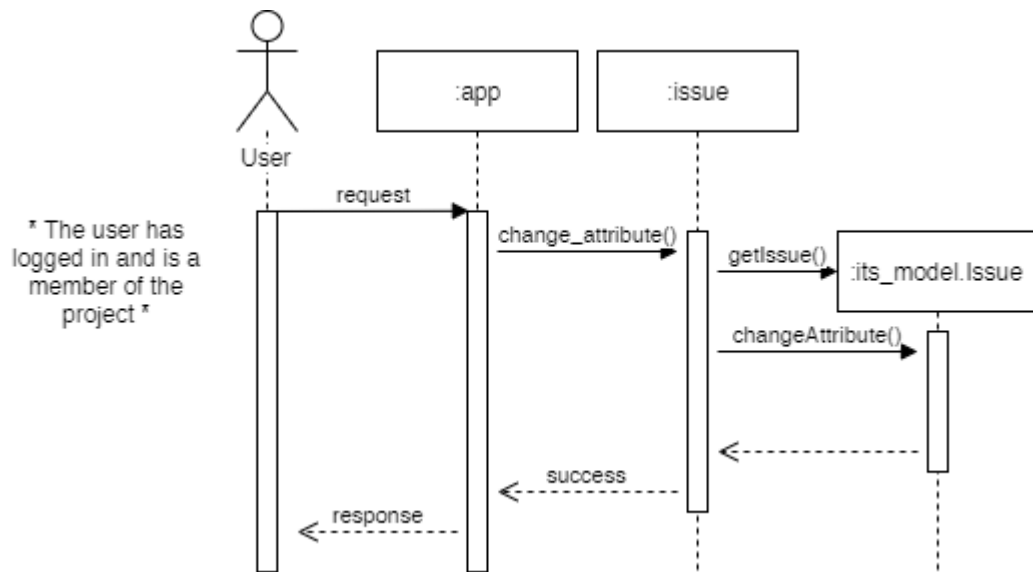 :app
:issue
User
request
* The user has
logged in and is a
member of the
project *
change_attribute()
getIssue()
:its_model.Issue
changeAttribute()
success
response